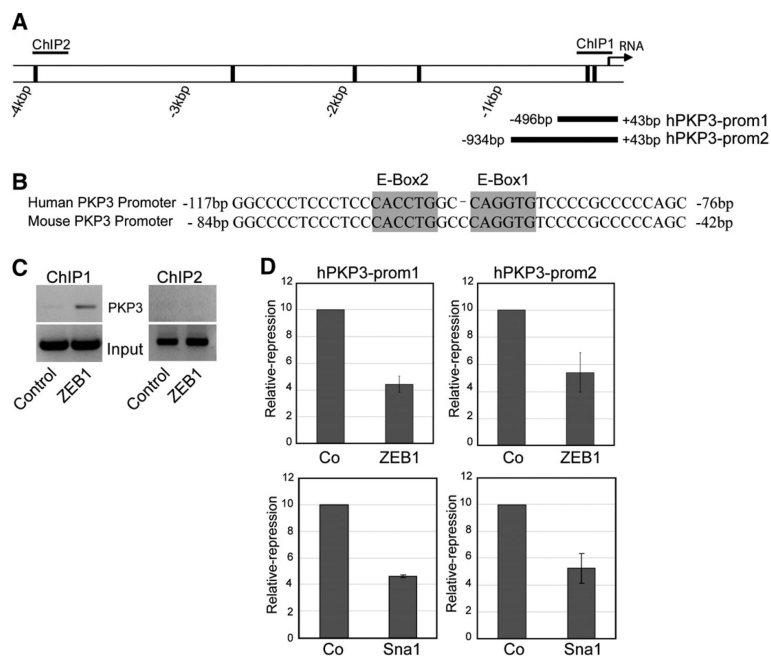 A
ChIP2
ChIP1
RNA
-4kbp
-3kbp
-2kbp
-1kbp
-496bp +43bp hPKP3-prom1
-934bp +43bp hPKP3-prom2
B
E-Box2 E-Box1
Human PKP3 Promoter -117bp GGCCCCTCCCTCCCACCTGGC-CAGGTGTCCCCGCCCCCAGC -76bp
Mouse PKP3 Promoter - 84bp GGCCCCTCCCTCCCACCTGGCCCAGGTGTCCCCGCCCCCAGC -42bp
C
ChIP1 ChIP2
PKP3
Input
Control ZEB1 Control ZEB1
D
hPKP3-prom1 hPKP3-prom2
Relative-repression
12
10
8
6
4
2
0
Co ZEB1
Relative-repression
12
10
8
6
4
2
0
Co ZEB1
Relative-repression
12
10
8
6
4
2
0
Co Sna1
Relative-repression
12
10
8
6
4
2
0
Co Sna1